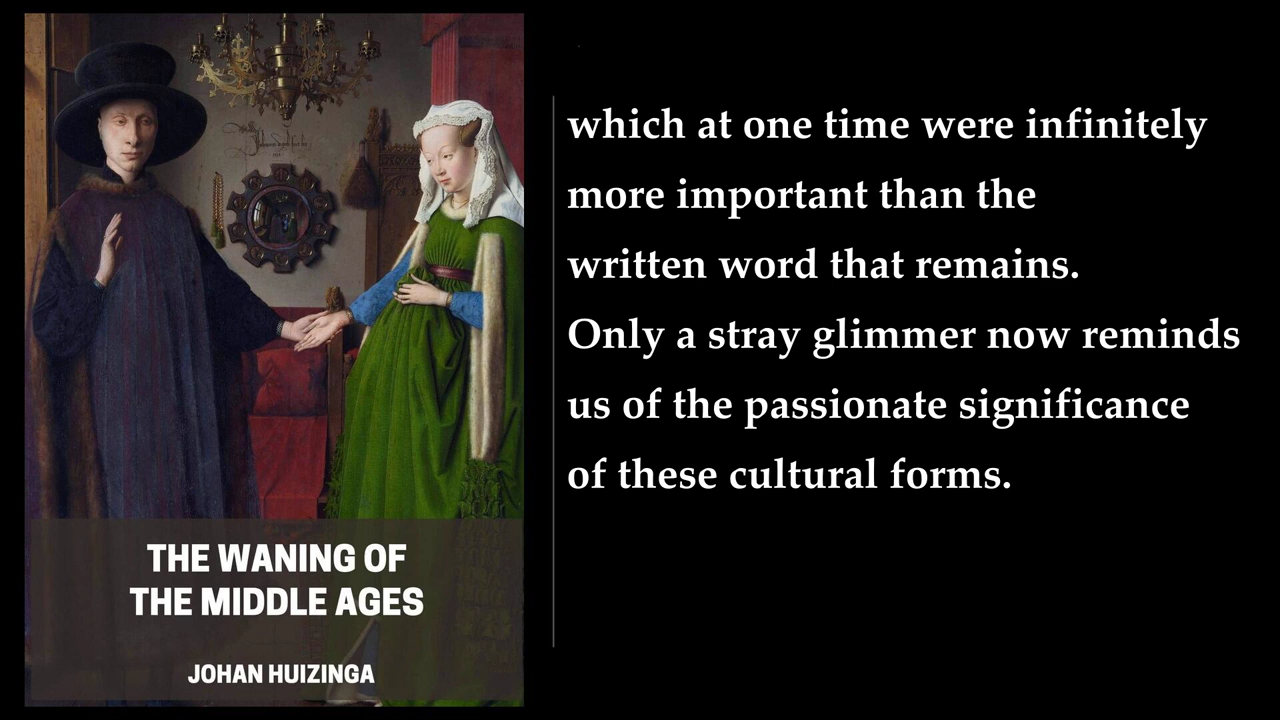 THE WANING OF
THE MIDDLE AGES
JOHAN HUIZINGA
which at one time were infinitely
more important than the
written word that remains.
Only a stray glimmer now reminds
us of the passionate significance
of these cultural forms.